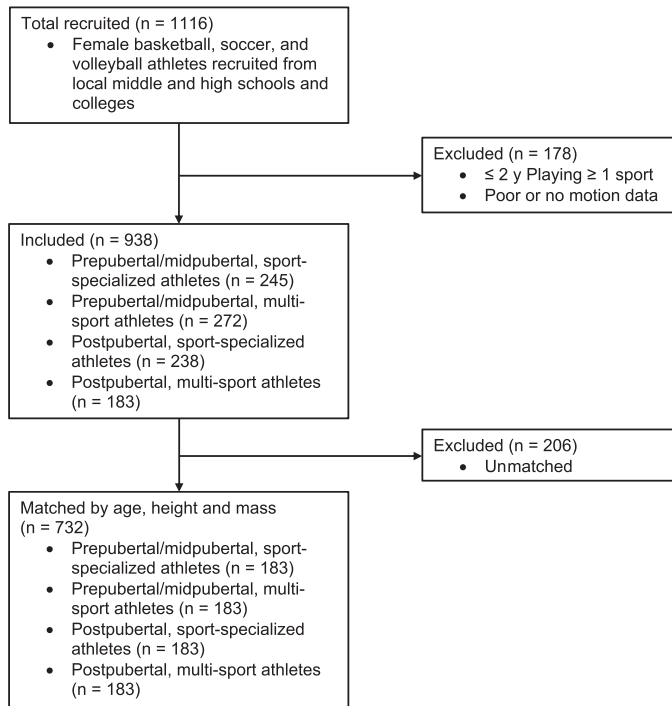 Total recruited (n = 1116)
• Female basketball, soccer, and
volleyball athletes recruited from
local middle and high schools and
colleges
Excluded (n = 178)
• ≤ 2 y Playing ≥ 1 sport
• Poor or no motion data
Included (n = 938)
• Prepubertal/midpubertal, sport-
specialized athletes (n = 245)
• Prepubertal/midpubertal, multi-
sport athletes (n = 272)
• Postpubertal, sport-specialized
athletes (n = 238)
• Postpubertal, multi-sport athletes
(n = 183)
Excluded (n = 206)
• Unmatched
Matched by age, height and mass
(n = 732)
• Prepubertal/midpubertal, sport-
specialized athletes (n = 183)
• Prepubertal/midpubertal, multi-
sport athletes (n = 183)
• Postpubertal, sport-specialized
athletes (n = 183)
• Postpubertal, multi-sport athletes
(n = 183)